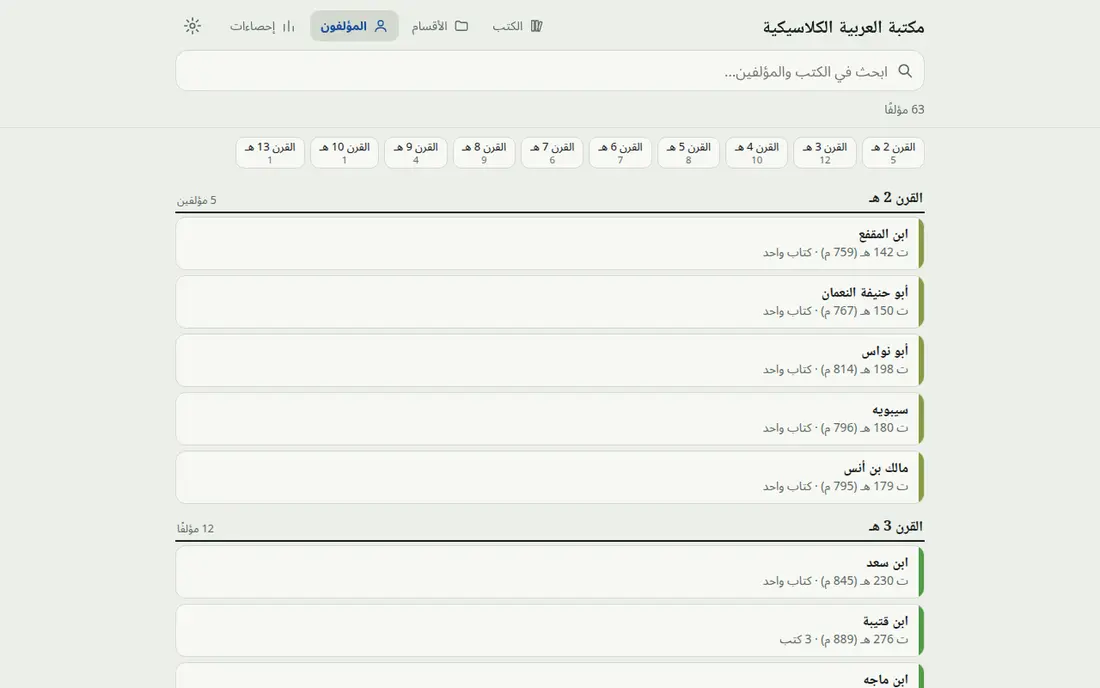 مكتبة العربية الكلاسيكية
الكتب
الأقسام
المؤلفون
إحصاءات
ابحث في الكتب والمؤلفين...
63 مؤلفًا
القرن 2 هـ
5
القرن 3 هـ
12
القرن 4 هـ
10
القرن 5 هـ
8
القرن 6 هـ
7
القرن 7 هـ
6
القرن 8 هـ
9
القرن 9 هـ
4
القرن 10 هـ
1
القرن 13 هـ
1
القرن 2 هـ
5 مؤلفين
ابن المقفع
ت 142 هـ (759 م) · كتاب واحد
أبو حنيفة النعمان
ت 150 هـ (767 م) · كتاب واحد
أبو نواس
ت 198 هـ (814 م) · كتاب واحد
سيبويه
ت 180 هـ (796 م) · كتاب واحد
مالك بن أنس
ت 179 هـ (795 م) · كتاب واحد
القرن 3 هـ
12 مؤلفًا
ابن سعد
ت 230 هـ (845 م) · كتاب واحد
ابن قتيبة
ت 276 هـ (889 م) · 3 كتب
ابن ماجه